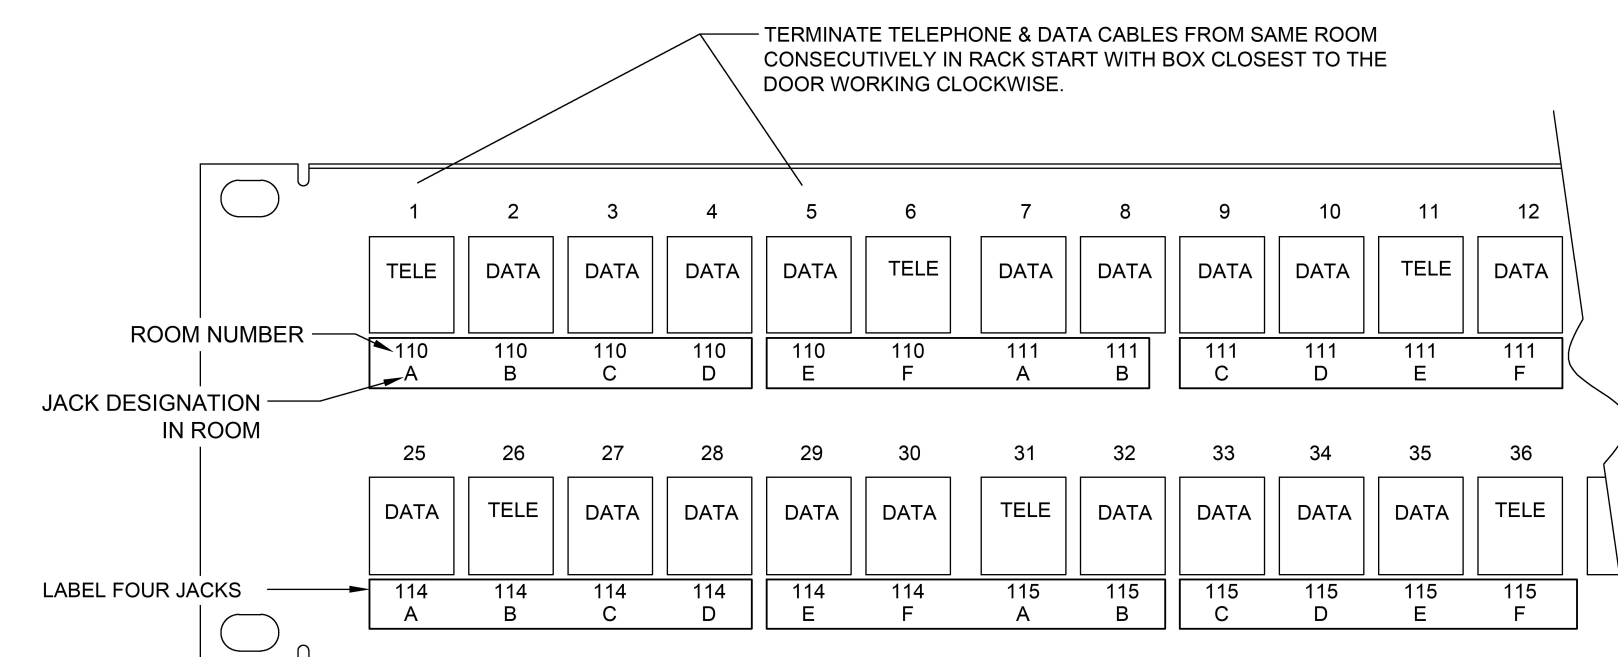 TERMINATE TELEPHONE & DATA CABLES FROM SAME ROOM
CONSECUTIVELY IN RACK START WITH BOX CLOSEST TO THE
DOOR WORKING CLOCKWISE.
1 2 3 4 5 6 7 8 9 10 11 12
TELE DATA DATA DATA DATA TELE DATA DATA DATA DATA TELE DATA
ROOM NUMBER
110 110 110 110 110 110 111 111 111 111 111 111
A B C D E F A B C D E F
JACK DESIGNATION
IN ROOM
25 26 27 28 29 30 31 32 33 34 35 36
DATA TELE DATA DATA DATA DATA TELE DATA DATA DATA DATA TELE
LABEL FOUR JACKS
114 114 114 114 114 114 115 115 115 115 115 115
A B C D E F A B C D E F